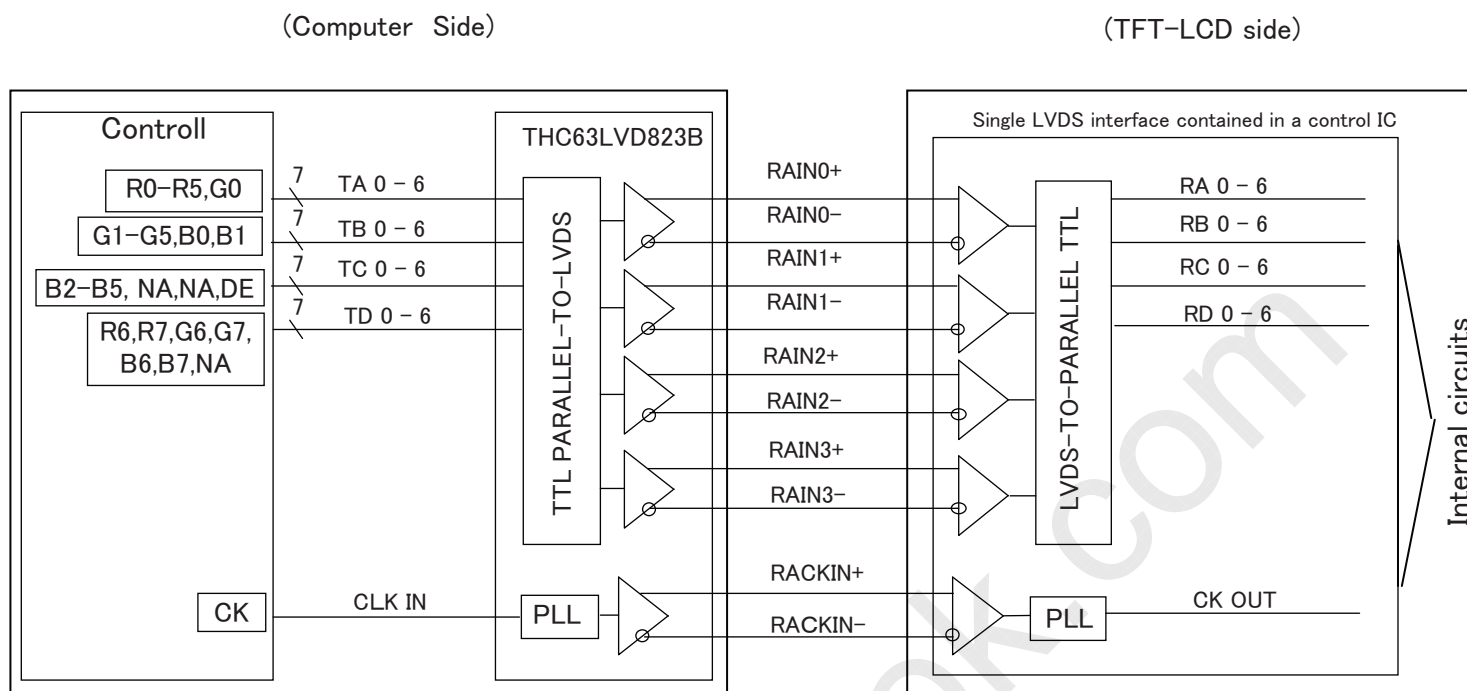 (Computer Side)
(TFT-LCD side)
Controll
R0-R5,G0
G1-G5,B0,B1
B2-B5, NA,NA,DE
R6,R7,G6,G7,
B6,B7,NA
CK
7
TA 0 - 6
7
TB 0 - 6
7
TC 0 - 6
7
TD 0 - 6
CLK IN
THC63LVD823B
TTL PARALLEL-TO-LVDS
PLL
RAIN0+
RAIN0-
RAIN1+
RAIN1-
RAIN2+
RAIN2-
RAIN3+
RAIN3-
RACKIN+
RACKIN-
Single LVDS interface contained in a control IC
LVDS-TO-PARALLEL TTL
PLL
RA 0 - 6
RB 0 - 6
RC 0 - 6
RD 0 - 6
CK OUT
Internal circuits
ok.com